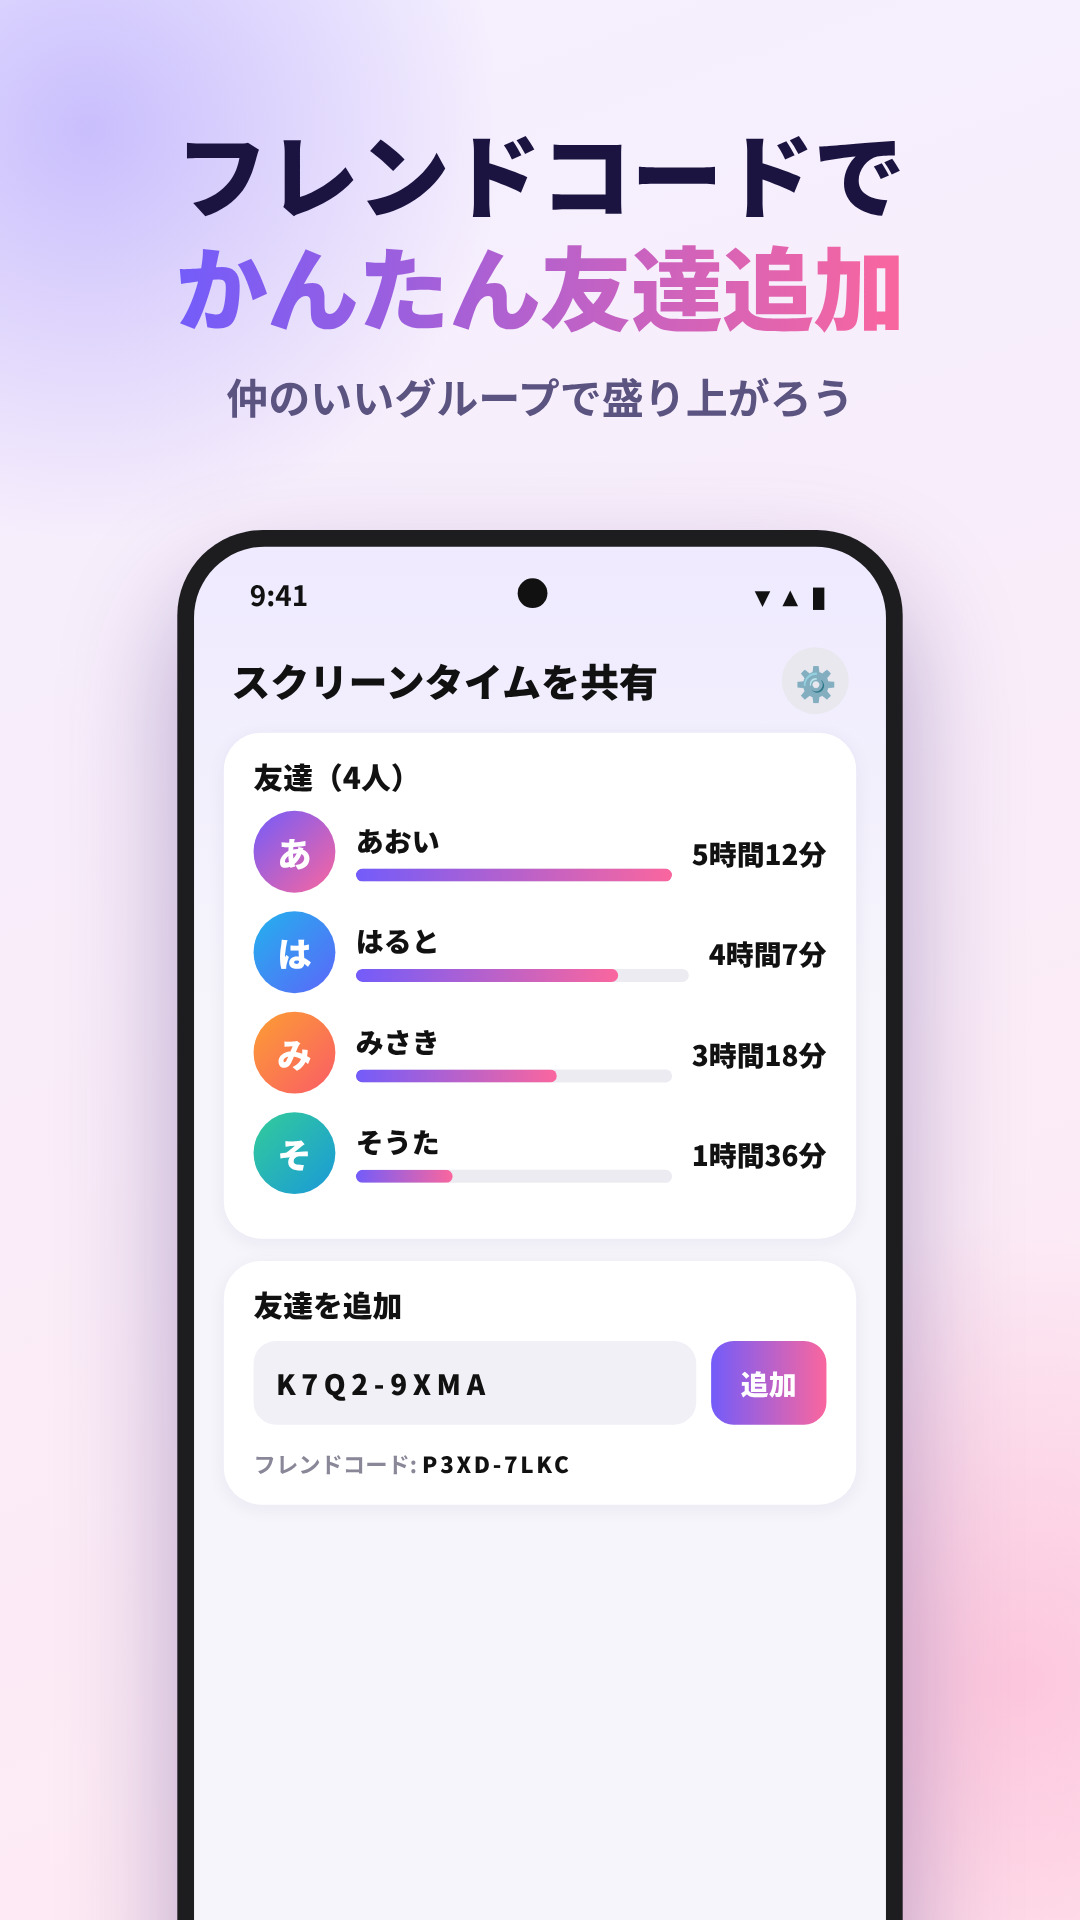 フレンドコードで
かんたん友達追加
仲のいいグループで盛り上がろう
9:41
スクリーンタイムを共有
友達（4人）
あ
あおい
5時間12分
は
はると
4時間7分
み
みさき
3時間18分
そ
そうた
1時間36分
友達を追加
K7Q2-9XMA
追加
フレンドコード: P3XD-7LKC